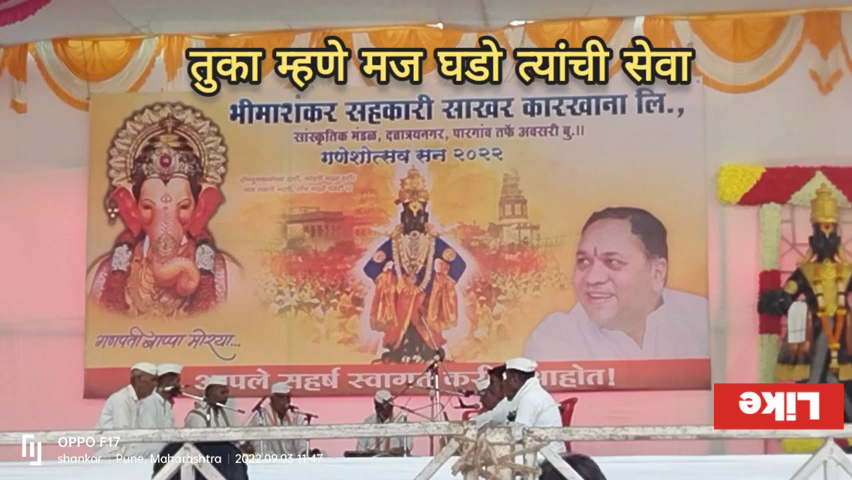 तुका म्हणे मज घडो त्यांची सेवा
भीमाशंकर सहकारी साखर कारखाना लि.,
सांस्कृतिक मंडळ, दत्तात्रयनगर, पारगांव तर्फे अवसरी बु.॥
गणेशोत्सव सन २०२२
गणपती बाप्पा मोरया...
आपले सहर्ष स्वागत
Like
OPPO F17
shankar | Pune, Maharashtra | 2022.09.03 11:47